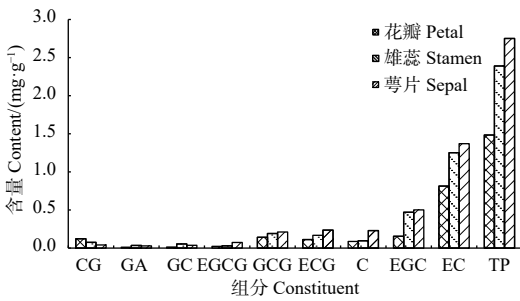 3.0
2.5
2.0
1.5
1.0
0.5
0.0
含量 Content/(mg·g⁻¹)
花瓣 Petal
雄蕊 Stamen
萼片 Sepal
CG GA GC EGCG GCG ECG C EGC EC TP
组分 Constituent